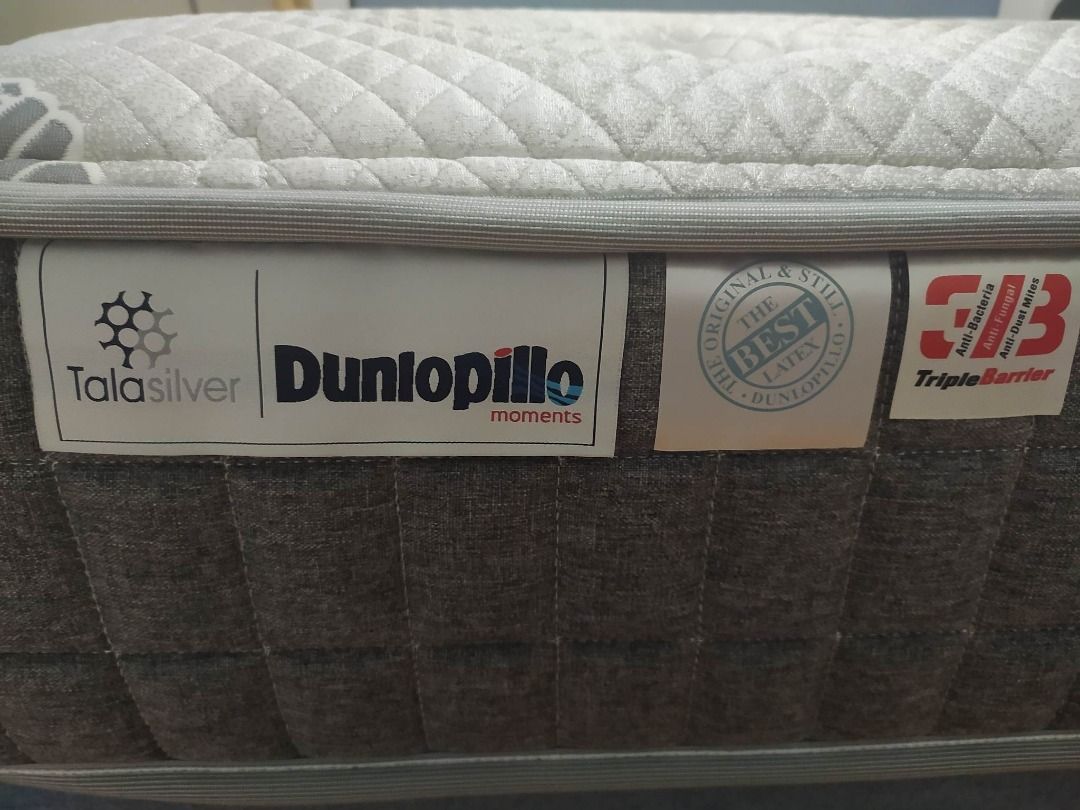 Talasilver
Dunlopillo
moments
THE ORIGINAL & STILL
THE
BEST
LATEX
DUNLOPILLO
3B
Anti-Bacteria
Anti-Fungal
Anti-Dust Mites
TripleBarrier